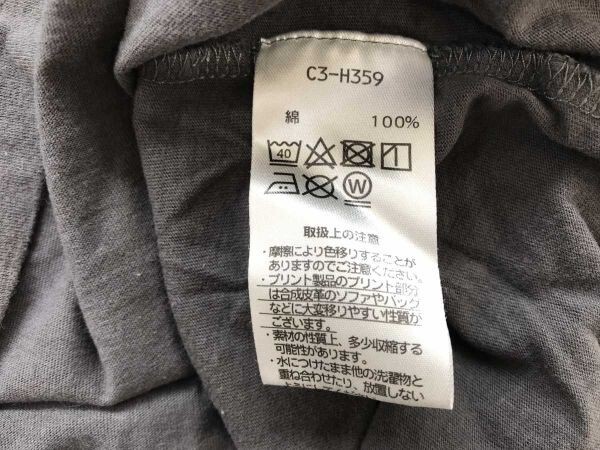 C3-H359
綿 100%
40
W
取扱上の注意
・摩擦により色移りすることが
ありますのでご注意ください。
・プリント製品のプリント部分
は合成皮革のソファやバッグ
などに大変移りやすい性質が
ございます。
・素材の性質上、多少収縮する
可能性があります。
・水につけたまま他の洗濯物と
重ね合わせたり、放置しない